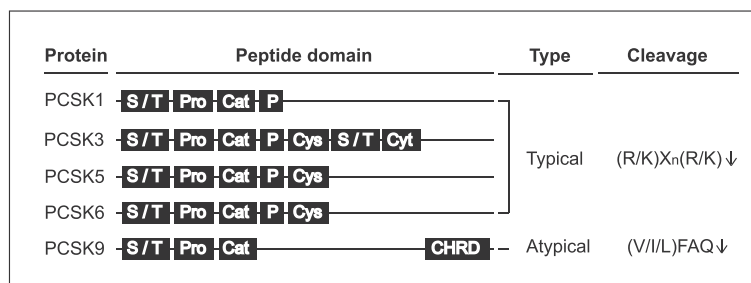 Protein Peptide domain Type Cleavage
PCSK1 S / T Pro Cat P
PCSK3 S / T Pro Cat P Cys S / T Cyt
Typical (R/K)Xn(R/K)↓
PCSK5 S / T Pro Cat P Cys
PCSK6 S / T Pro Cat P Cys
PCSK9 S / T Pro Cat CHRD Atypical (V/I/L)FAQ↓